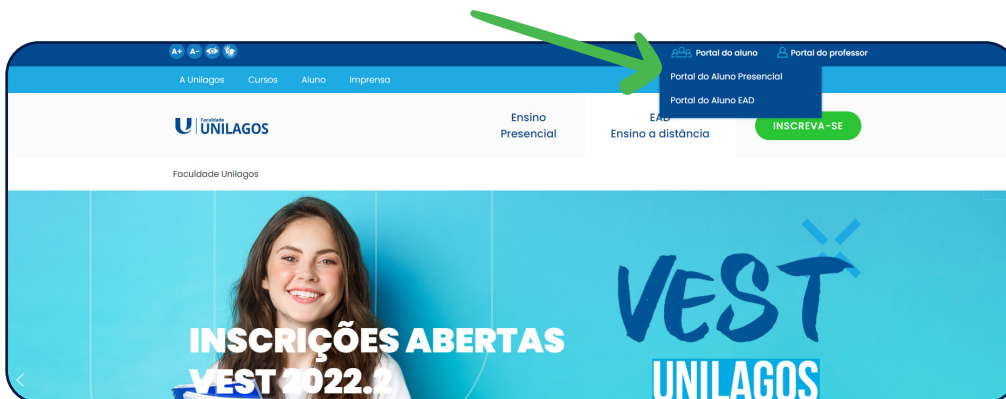 A+ A-
Portal do aluno
Portal do professor
A Unilagos
Cursos
Aluno
Imprensa
Portal do Aluno Presencial
Portal do Aluno EAD
U Faculdade UNILAGOS
Ensino
Presencial
EAD
Ensino a distância
INSCREVA-SE
Faculdade Unilagos
INSCRIÇÕES ABERTAS
VEST 2022.2
VEST
UNILAGOS